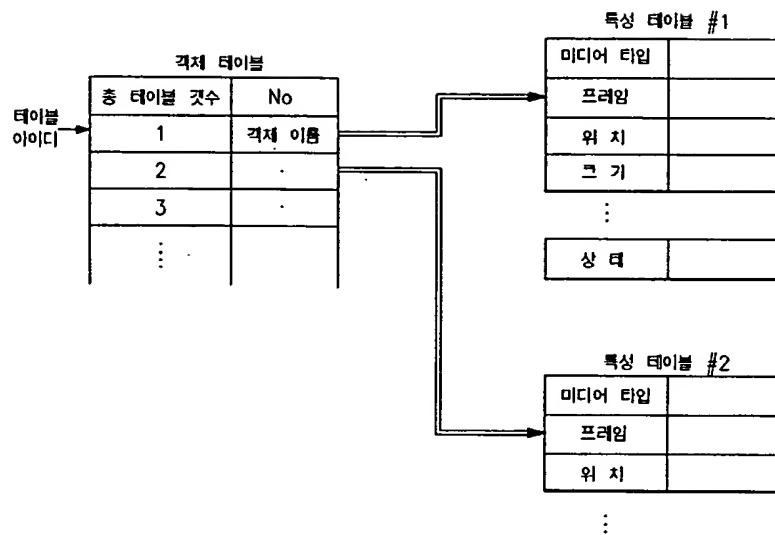 객체 테이블
총 테이블 갯수 No
테이블
아이디
1 객체 이름
2 .
3 .
⋮
특성 테이블 #1
미디어 타입
프레임
위 치
크 기
⋮
상 태
특성 테이블 #2
미디어 타입
프레임
위 치
⋮